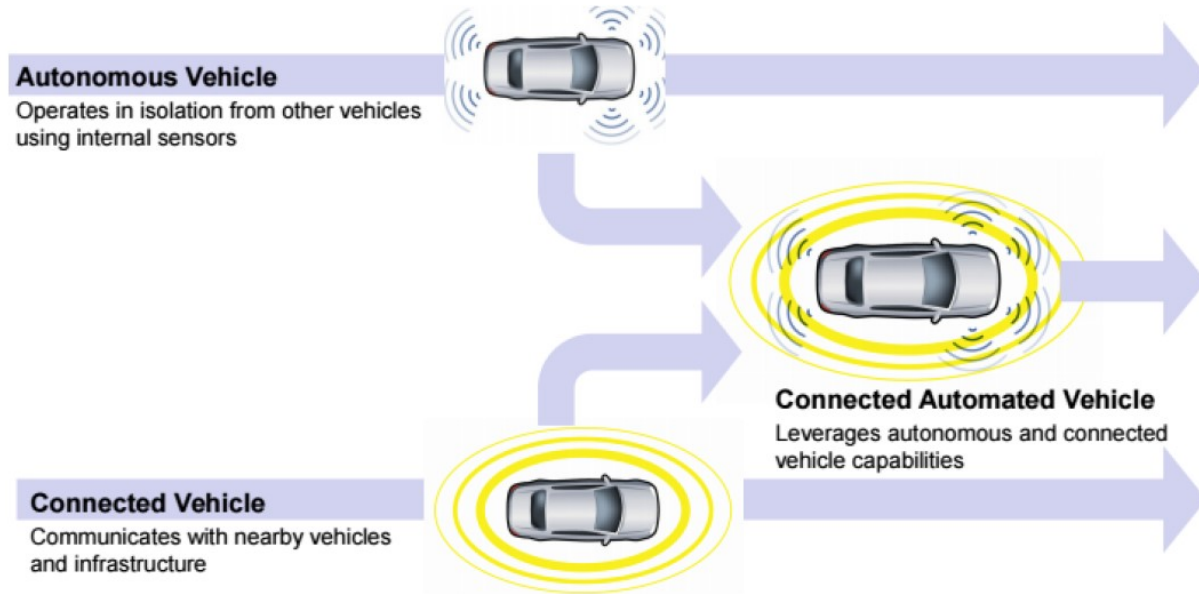 Autonomous Vehicle
Operates in isolation from other vehicles
using internal sensors
Connected Automated Vehicle
Leverages autonomous and connected
vehicle capabilities
Connected Vehicle
Communicates with nearby vehicles
and infrastructure